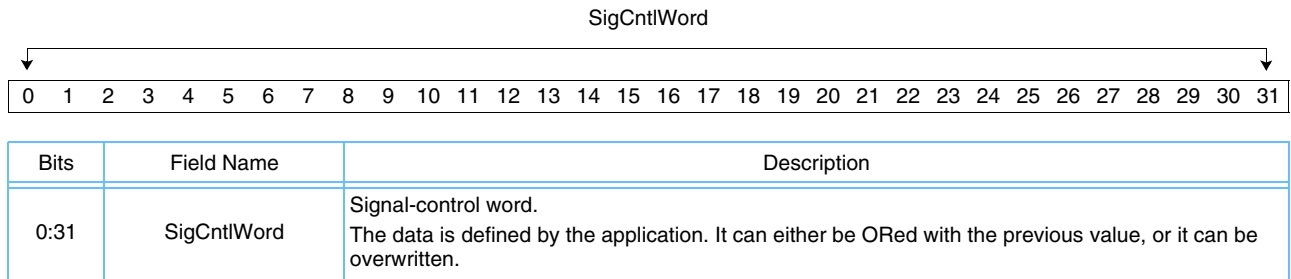 SigCntlWord
0 1 2 3 4 5 6 7 8 9 10 11 12 13 14 15 16 17 18 19 20 21 22 23 24 25 26 27 28 29 30 31
Bits Field Name Description
0:31 SigCntlWord Signal-control word.
The data is defined by the application. It can either be ORed with the previous value, or it can be
overwritten.